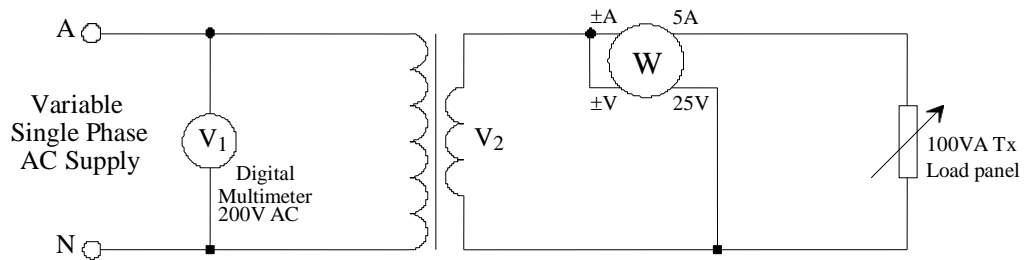 A
±A
5A
W
±V
25V
Variable
Single Phase
AC Supply
V1
V2
Digital
Multimeter
200V AC
100VA Tx
Load panel
N